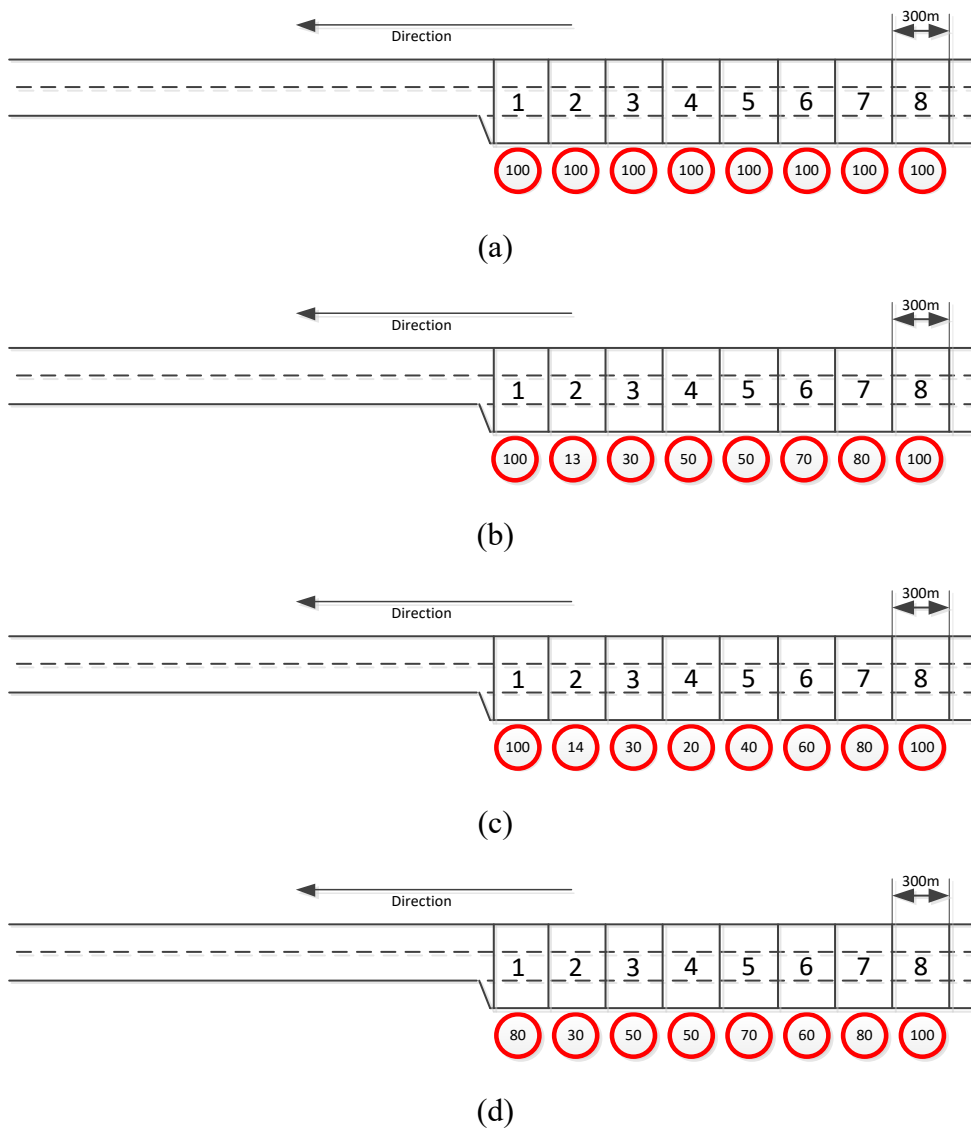 300m
Direction
1 2 3 4 5 6 7 8
100 100 100 100 100 100 100 100
(a)
300m
Direction
1 2 3 4 5 6 7 8
100 13 30 50 50 70 80 100
(b)
300m
Direction
1 2 3 4 5 6 7 8
100 14 30 20 40 60 80 100
(c)
300m
Direction
1 2 3 4 5 6 7 8
80 30 50 50 70 60 80 100
(d)